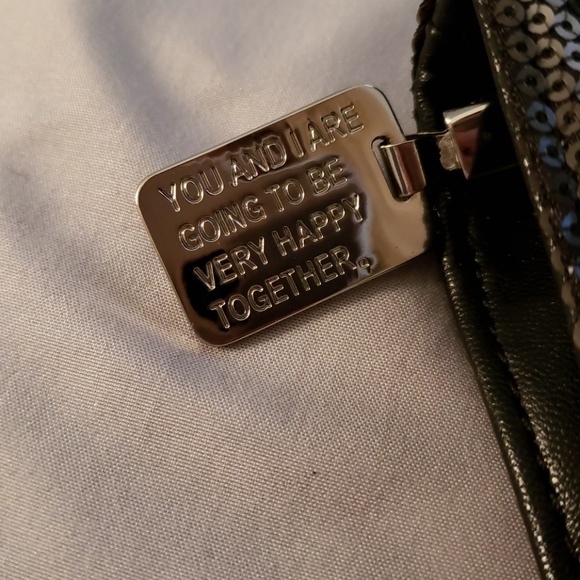 YOU AND I ARE
GOING TO BE
VERY HAPPY
TOGETHER.